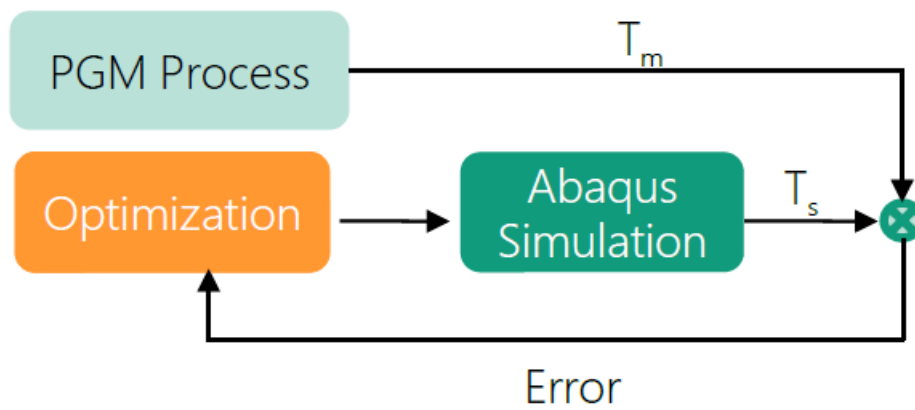 PGM Process
T_m
Optimization
Abaqus
Simulation
T_s
Error